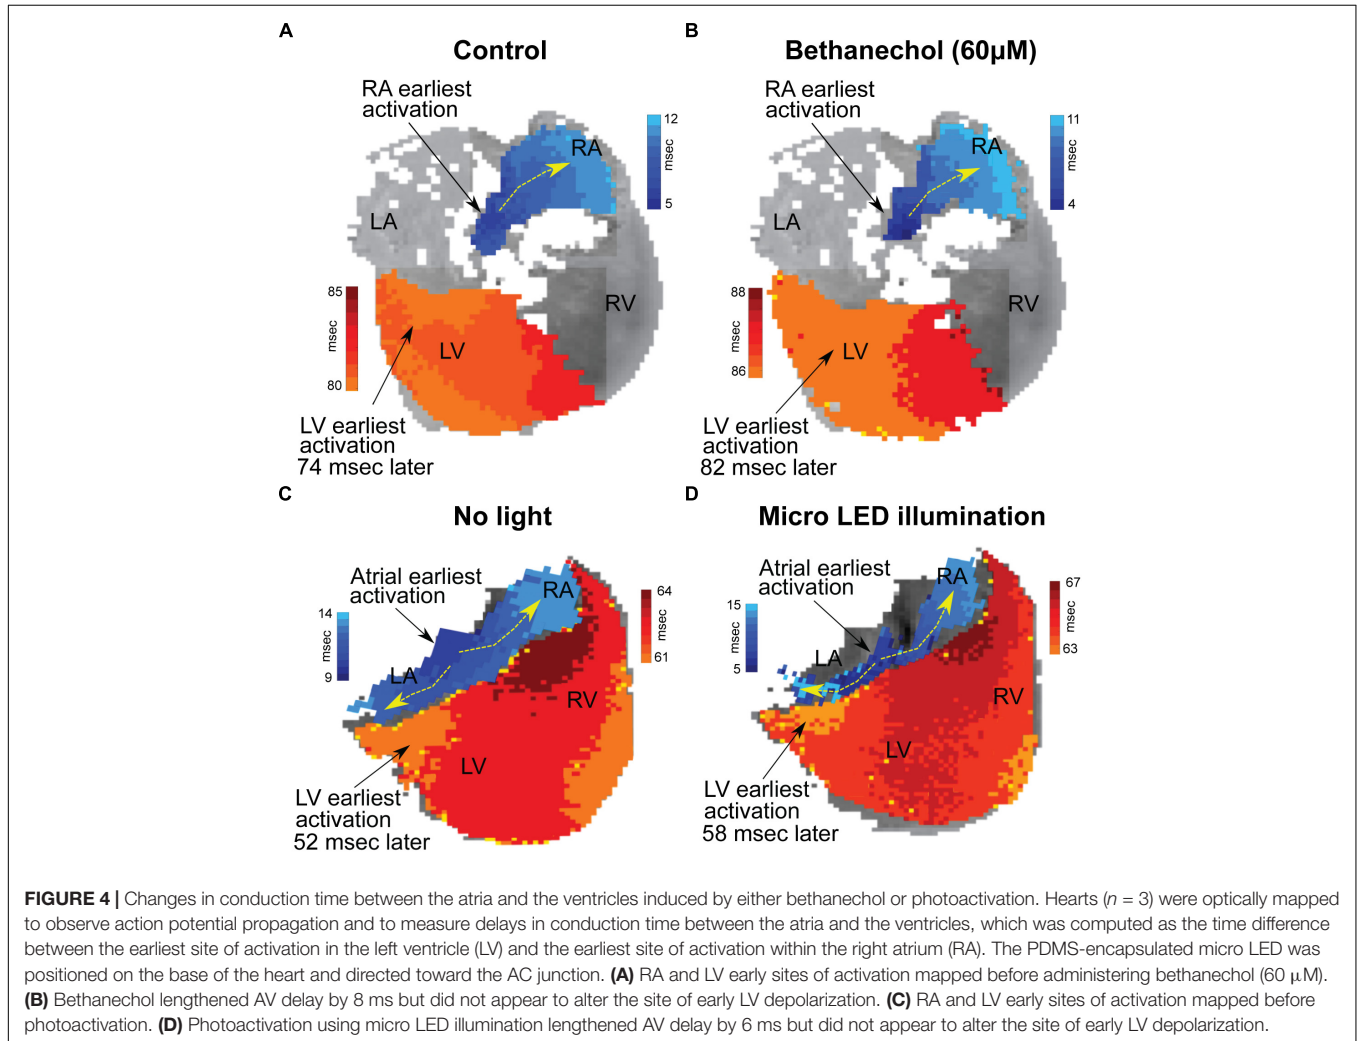 A
Control
RA earliest
activation
12
msec
5
RA
LA
RV
85
msec
80
LV
LV earliest
activation
74 msec later
B
Bethanechol (60µM)
RA earliest
activation
11
msec
4
RA
LA
RV
88
msec
86
LV
LV earliest
activation
82 msec later
C
No light
Atrial earliest
activation
14
msec
9
RA
64
msec
61
LA
RV
LV
LV earliest
activation
52 msec later
D
Micro LED illumination
Atrial earliest
activation
15
msec
5
RA
67
msec
63
LA
RV
LV
LV earliest
activation
58 msec later
FIGURE 4 | Changes in conduction time between the atria and the ventricles induced by either bethanechol or photoactivation. Hearts (n = 3) were optically mapped
to observe action potential propagation and to measure delays in conduction time between the atria and the ventricles, which was computed as the time difference
between the earliest site of activation in the left ventricle (LV) and the earliest site of activation within the right atrium (RA). The PDMS-encapsulated micro LED was
positioned on the base of the heart and directed toward the AC junction. (A) RA and LV early sites of activation mapped before administering bethanechol (60 µM).
(B) Bethanechol lengthened AV delay by 8 ms but did not appear to alter the site of early LV depolarization. (C) RA and LV early sites of activation mapped before
photoactivation. (D) Photoactivation using micro LED illumination lengthened AV delay by 6 ms but did not appear to alter the site of early LV depolarization.